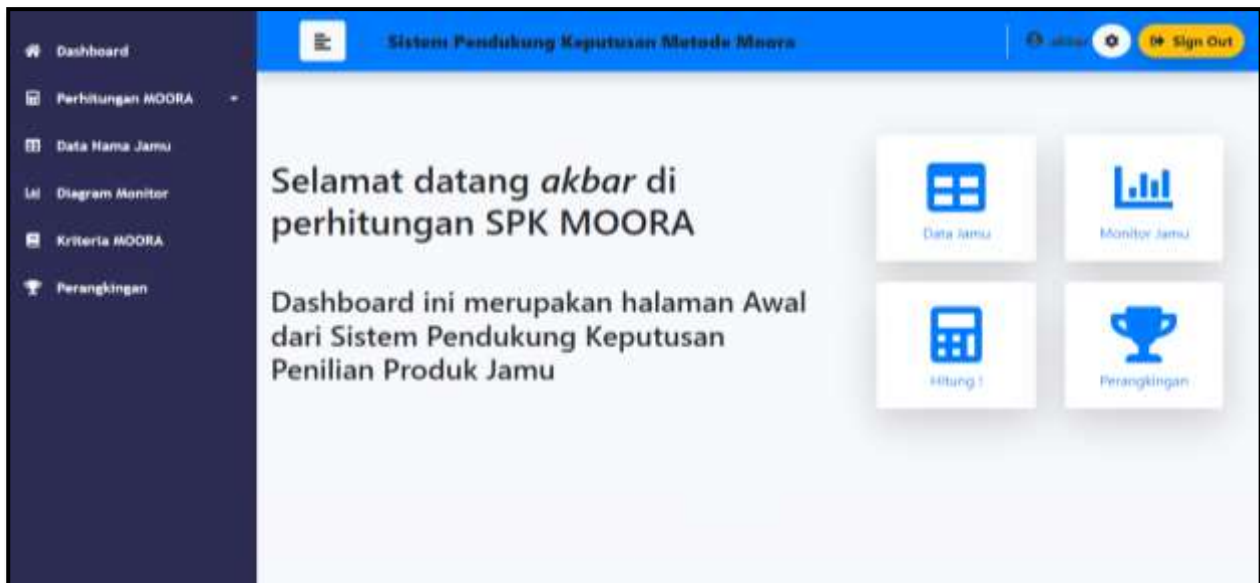 Dashboard
Perhitungan MOORA
Data Nama Jamu
Diagram Monitor
Kriteria MOORA
Perangkingan
Sistem Pendukung Keputusan Metode Moora
akbar
Sign Out
Selamat datang akbar di
perhitungan SPK MOORA
Dashboard ini merupakan halaman Awal
dari Sistem Pendukung Keputusan
Penilian Produk Jamu
Data Jamu
Monitor Jamu
Hitung !
Perangkingan